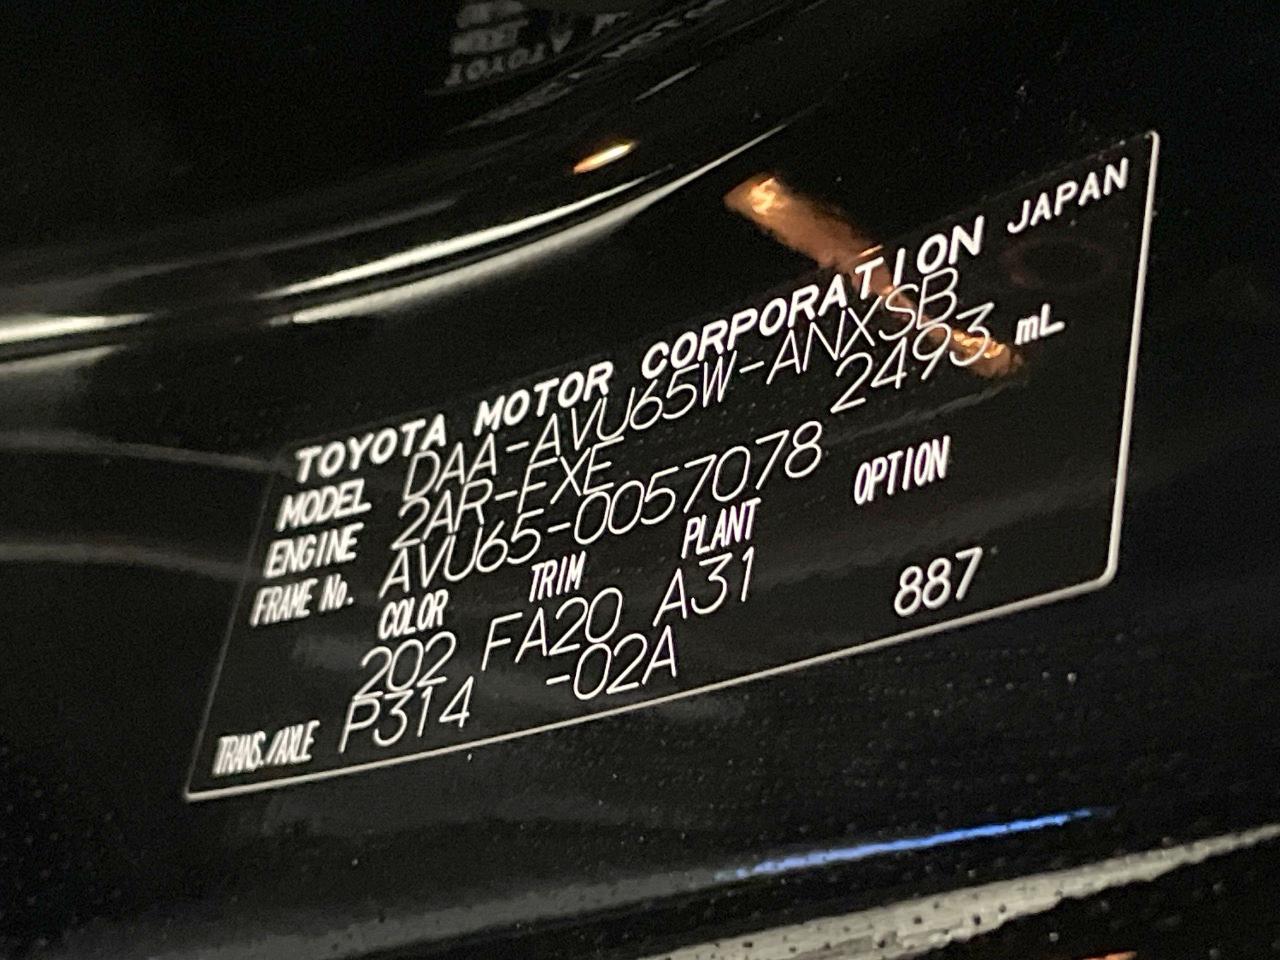 TOYOTA MOTOR CORPORATION JAPAN
MODEL DAA-AVU65W-ANXSB
ENGINE 2AR-FXE 2493 mL
FRAME No. AVU65-0057078
COLOR TRIM PLANT OPTION
202 FA20 A31 887
TRANS./AXLE P314 -02A